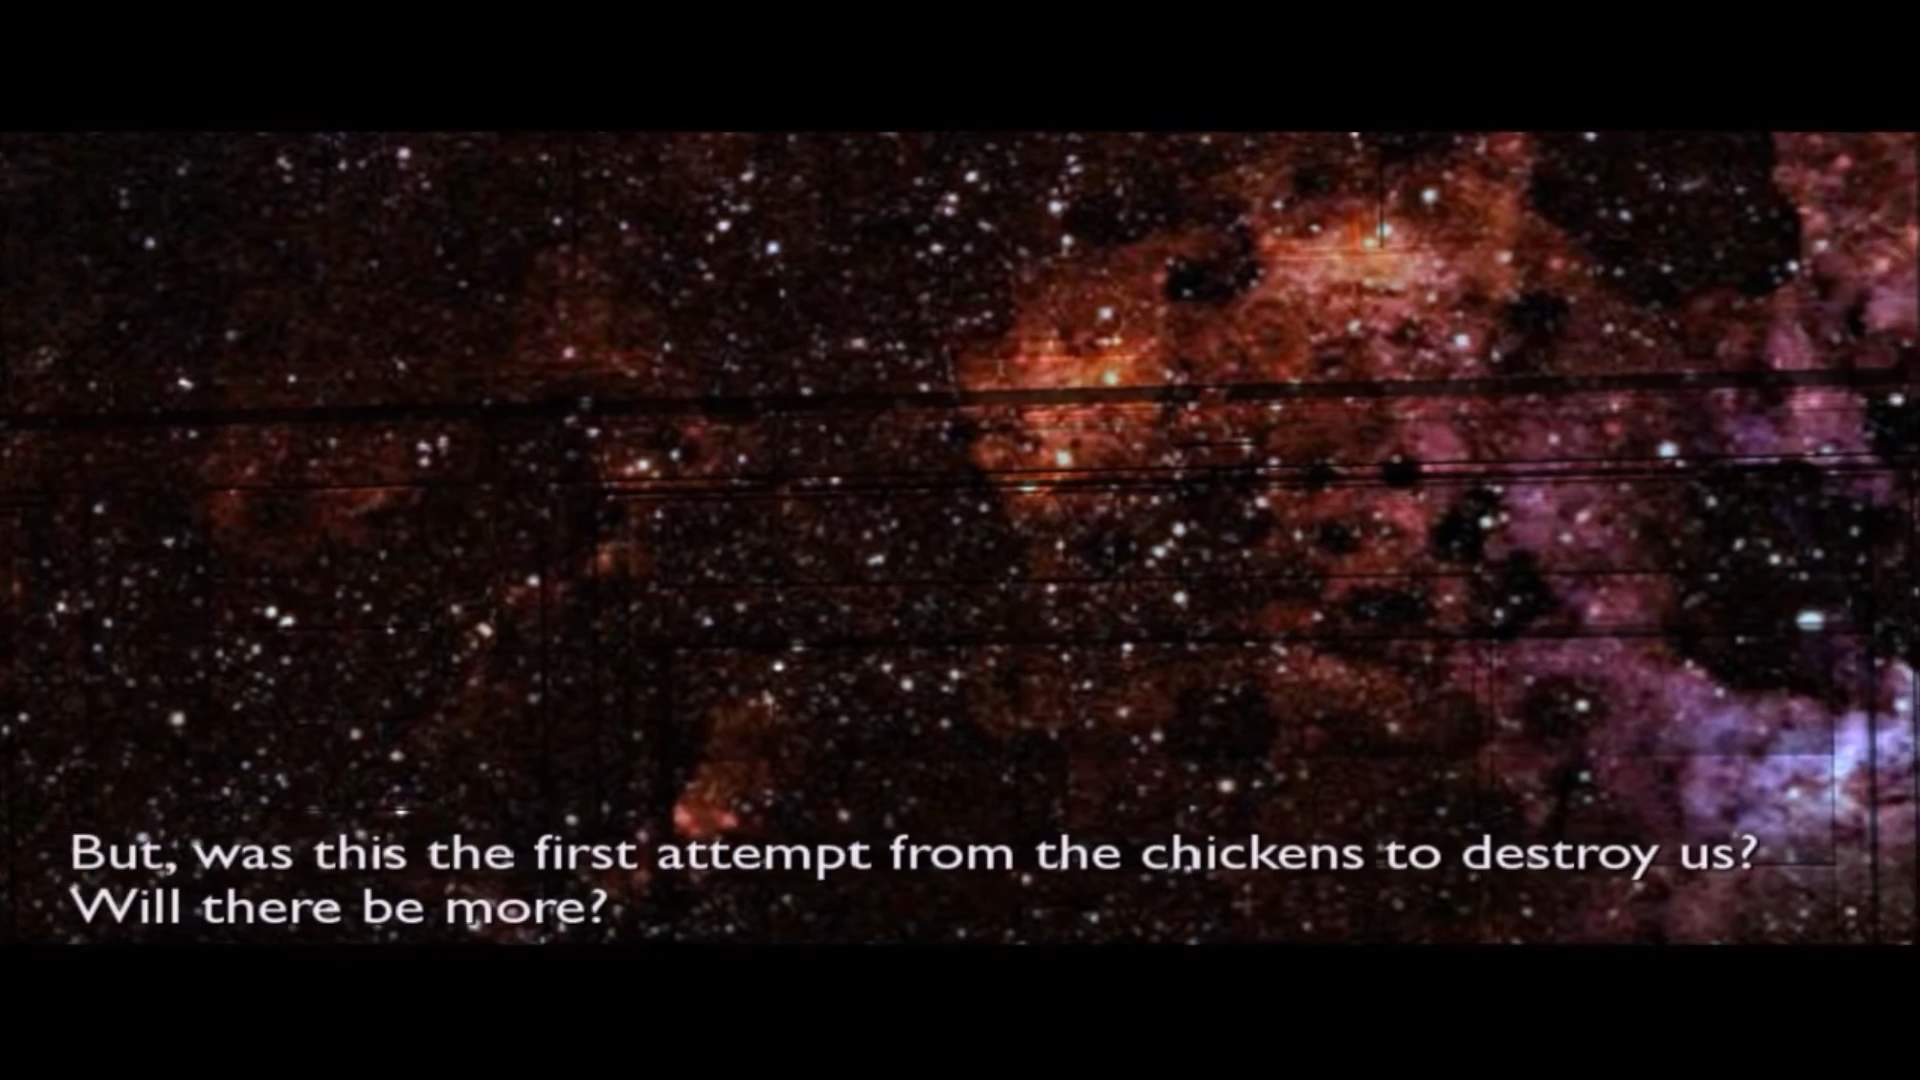 But, was this the first attempt from the chickens to destroy us?
Will there be more?